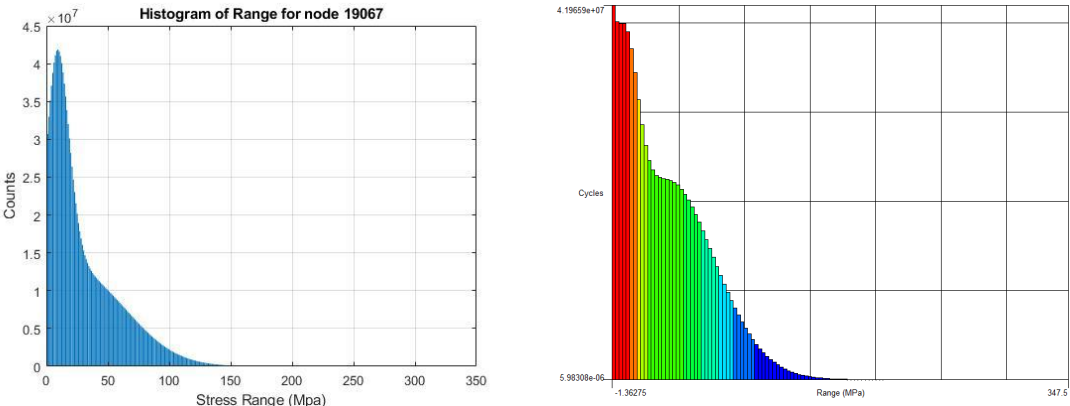 Histogram of Range for node 19067
×10⁷
4.5
4
3.5
3
2.5
2
1.5
1
0.5
0
Counts
0 50 100 150 200 250 300 350
Stress Range (Mpa)
4.19659e+07
Cycles
5.98308e-06
-1.36275 Range (MPa) 347.5